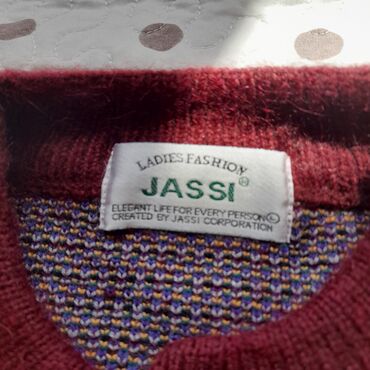 LADIES FASHION
JASSI®
ELEGANT LIFE FOR EVERY PERSON Ⓛ
CREATED BY JASSI CORPORATION